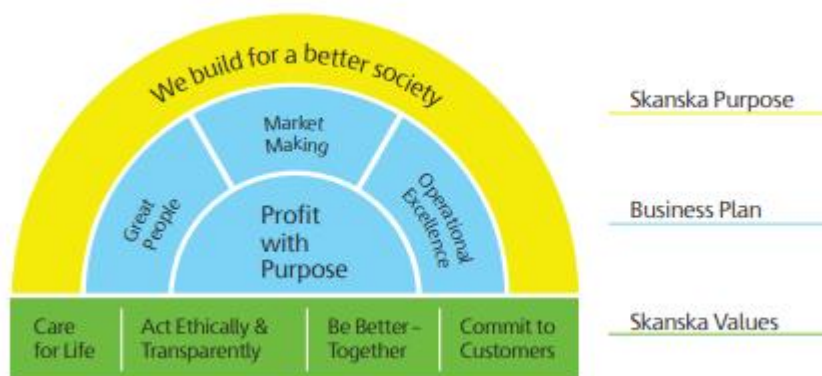 We build for a better society
Market
Making
Great
People
Operational
Excellence
Profit
with
Purpose
Care
for Life
Act Ethically &
Transparently
Be Better –
Together
Commit to
Customers
Skanska Purpose
Business Plan
Skanska Values